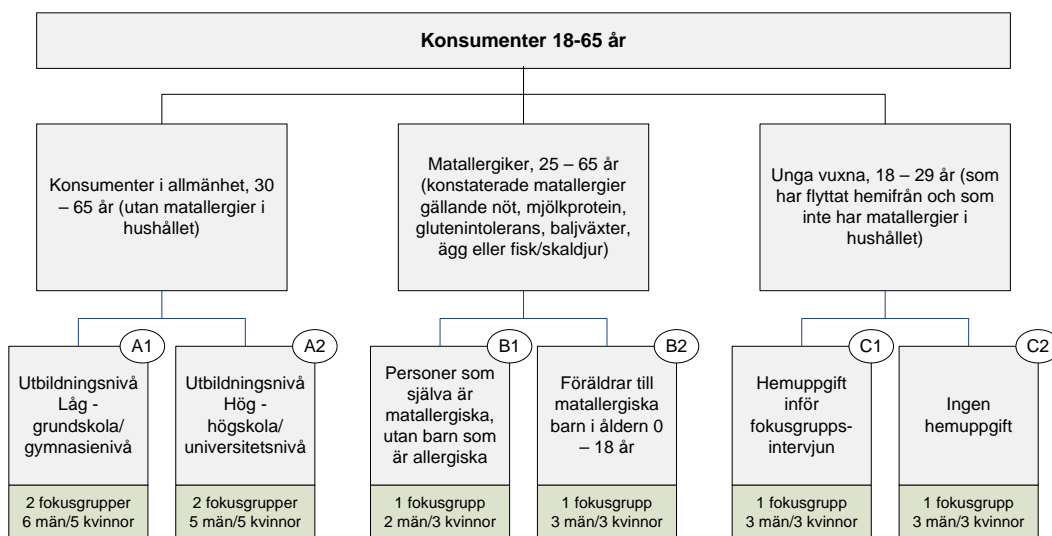 Konsumenter 18-65 år
Konsumenter i allmänhet, 30
– 65 år (utan matallergier i
hushållet)
Matallergiker, 25 – 65 år
(konstaterade matallergier
gällande nöt, mjölkprotein,
glutenintolerans, baljväxter,
ägg eller fisk/skaldjur)
Unga vuxna, 18 – 29 år (som
har flyttat hemifrån och som
inte har matallergier i
hushållet)
A1
Utbildningsnivå
Låg -
grundskola/
gymnasienivå
2 fokusgrupper
6 män/5 kvinnor
A2
Utbildningsnivå
Hög -
högskola/
universitetsnivå
2 fokusgrupper
5 män/5 kvinnor
B1
Personer som
själva är
matallergiska,
utan barn som
är allergiska
1 fokusgrupp
2 män/3 kvinnor
B2
Föräldrar till
matallergiska
barn i åldern 0
– 18 år
1 fokusgrupp
3 män/3 kvinnor
C1
Hemuppgift
inför
fokusgrupps-
intervjun
1 fokusgrupp
3 män/3 kvinnor
C2
Ingen
hemuppgift
1 fokusgrupp
3 män/3 kvinnor